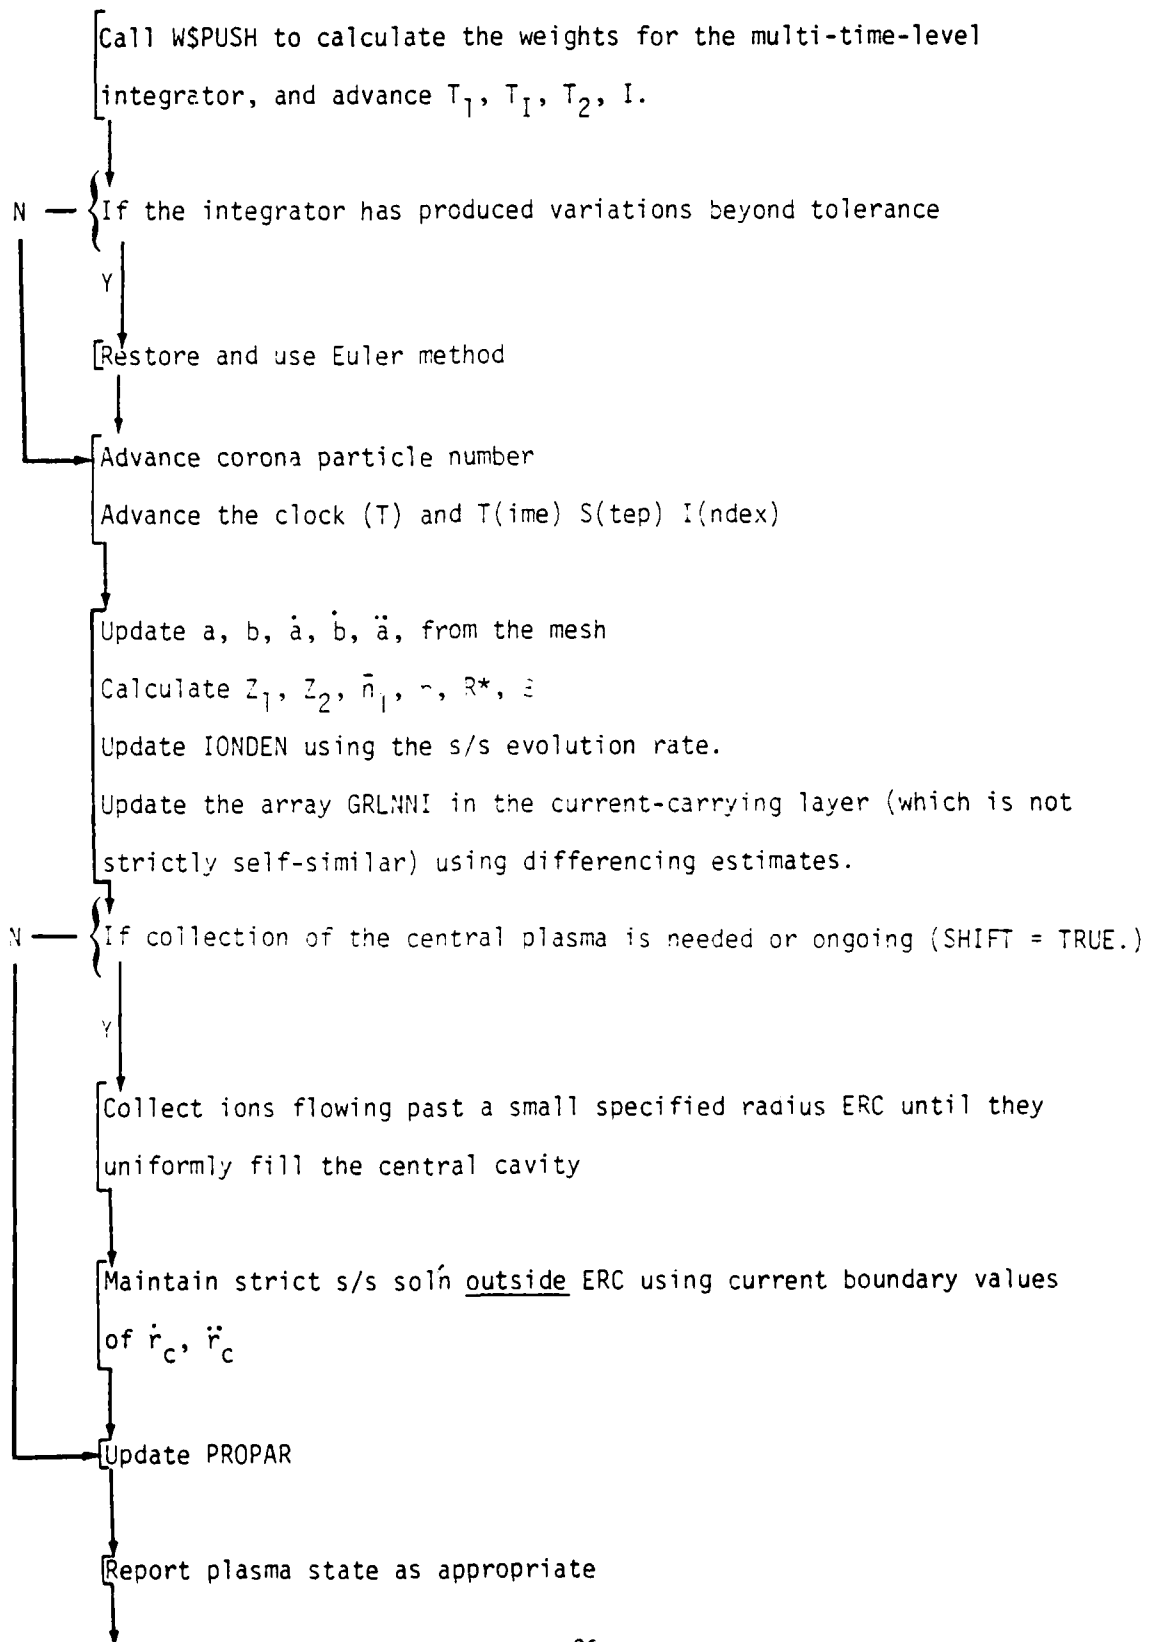 Call W$PUSH to calculate the weights for the multi-time-level
integrator, and advance T₁, T_I, T₂, I.
N — {If the integrator has produced variations beyond tolerance
Y
[Restore and use Euler method
Advance corona particle number
Advance the clock (T) and T(ime) S(tep) I(ndex)
Update a, b, ȧ, ḃ, ä, from the mesh
Calculate Z₁, Z₂, n̄_I, R*,
Update IONDEN using the s/s evolution rate.
Update the array GRLNNI in the current-carrying layer (which is not
strictly self-similar) using differencing estimates.
N — {If collection of the central plasma is needed or ongoing (SHIFT = TRUE.)
Y
Collect ions flowing past a small specified radius ERC until they
uniformly fill the central cavity
Maintain strict s/s soln̍ outside ERC using current boundary values
of ṙ_c, r̈_c
[Update PROPAR
[Report plasma state as appropriate